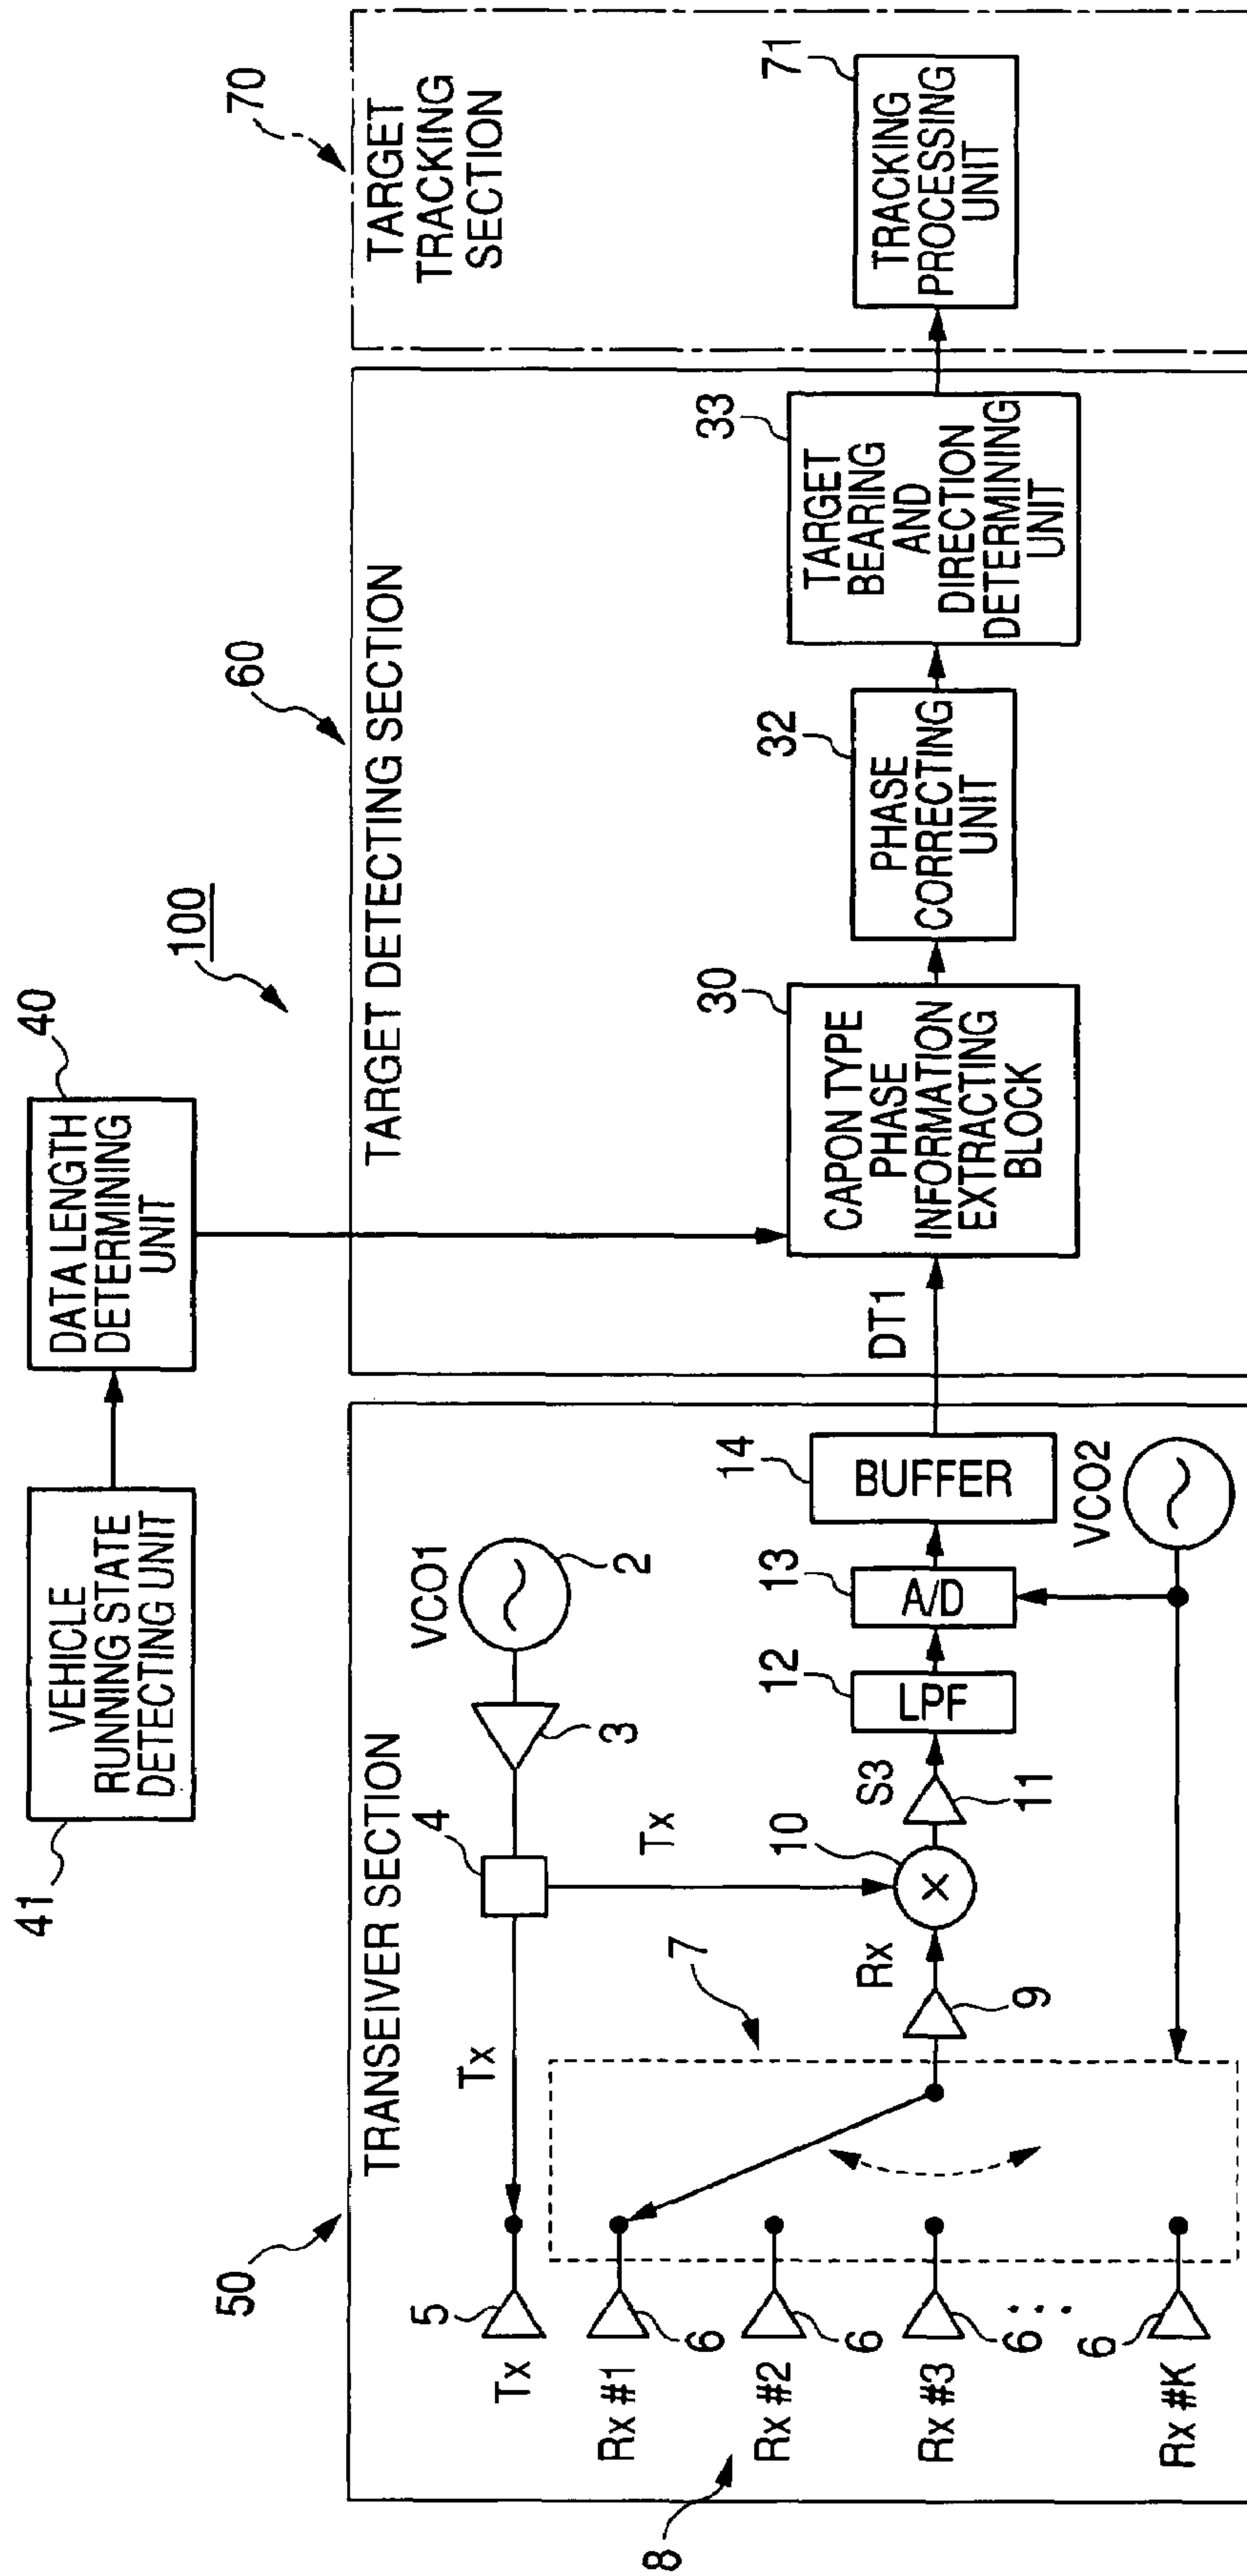 41
VEHICLE
RUNNING STATE
DETECTING UNIT
40
DATA LENGTH
DETERMINING
UNIT
100
50
TRANSEIVER SECTION
60
TARGET DETECTING SECTION
70
TARGET
TRACKING
SECTION
VCO1
2
3
4
Tx
Tx
5
Tx
8
Rx #1
6
Rx #2
6
Rx #3
6
...
Rx #K
6
7
9
Rx
10
11
S3
12
LPF
13
A/D
14
BUFFER
VCO2
DT1
30
CAPON TYPE
PHASE
INFORMATION
EXTRACTING
BLOCK
32
PHASE
CORRECTING
UNIT
33
TARGET
BEARING
AND
DIRECTION
DETERMINING
UNIT
71
TRACKING
PROCESSING
UNIT